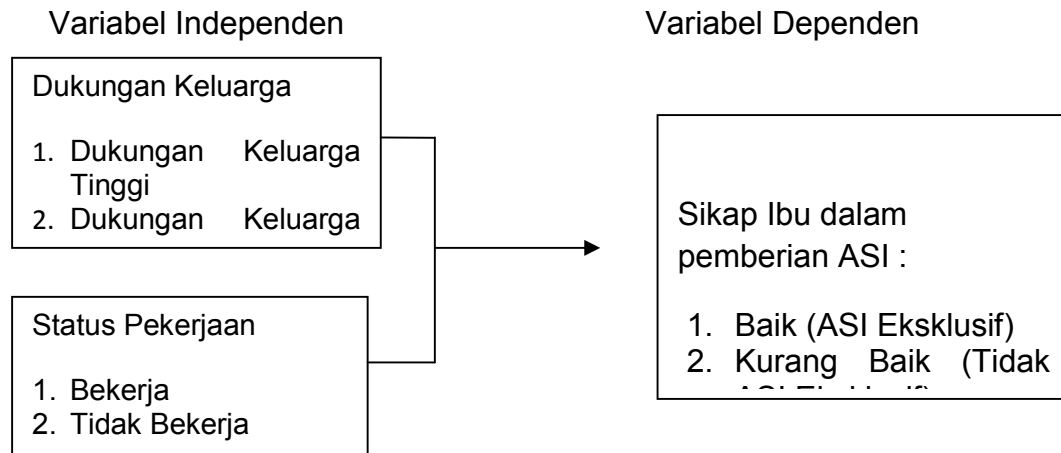 Variabel Independen
Dukungan Keluarga
1. Dukungan Keluarga
Tinggi
2. Dukungan Keluarga
Status Pekerjaan
1. Bekerja
2. Tidak Bekerja
Variabel Dependen
Sikap Ibu dalam
pemberian ASI :
1. Baik (ASI Eksklusif)
2. Kurang Baik (Tidak